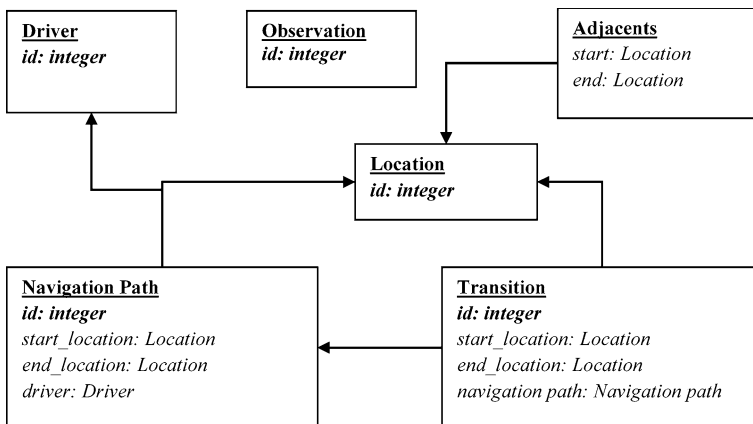 Driver
id: integer
Observation
id: integer
Adjacents
start: Location
end: Location
Location
id: integer
Navigation Path
id: integer
start_location: Location
end_location: Location
driver: Driver
Transition
id: integer
start_location: Location
end_location: Location
navigation path: Navigation path